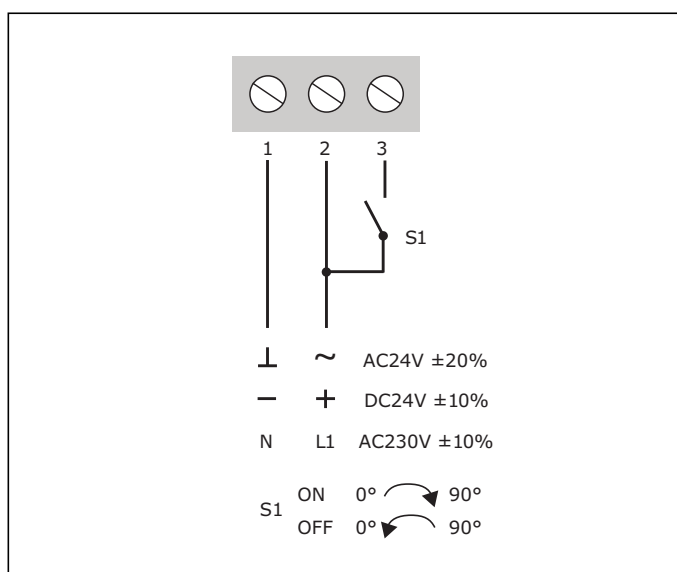 1 2 3
S1
⊥ ~ AC24V ±20%
− + DC24V ±10%
N L1 AC230V ±10%
S1
ON 0° 90°
OFF 0° 90°